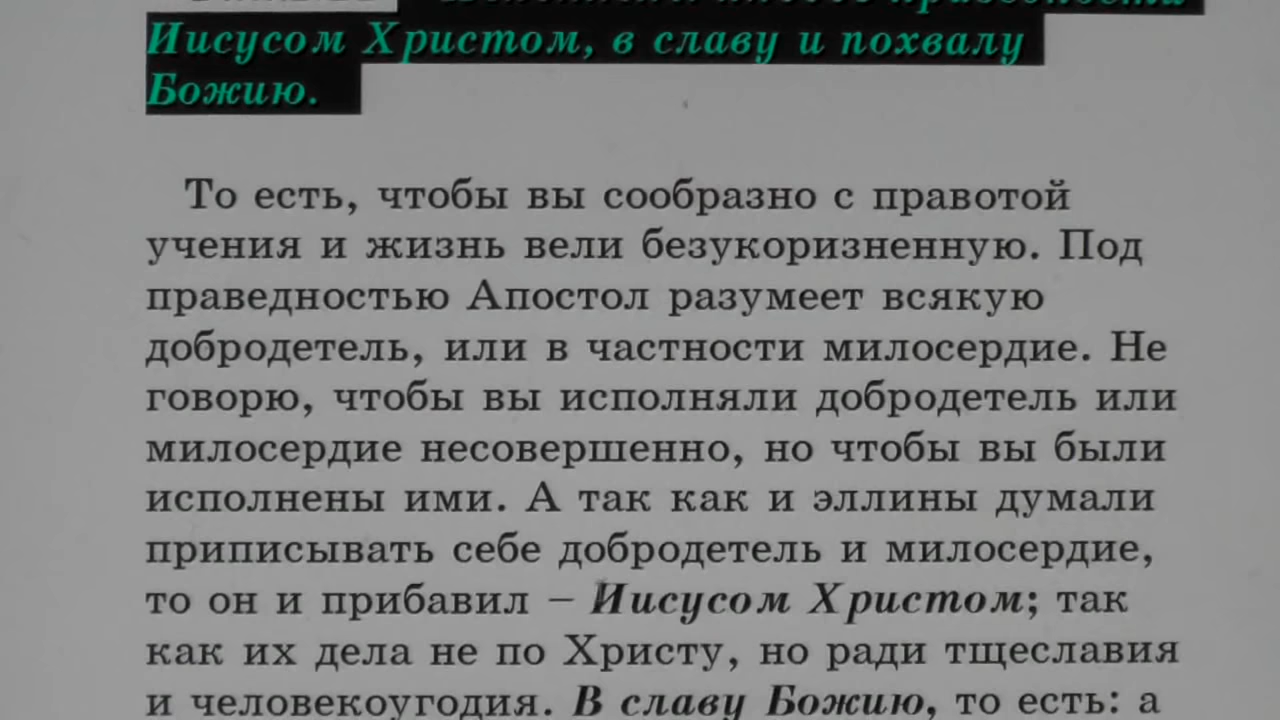 Иисусом Христом, в славу и похвалу
Божию.
То есть, чтобы вы сообразно с правотой
учения и жизнь вели безукоризненную. Под
праведностью Апостол разумеет всякую
добродетель, или в частности милосердие. Не
говорю, чтобы вы исполняли добродетель или
милосердие несовершенно, но чтобы вы были
исполнены ими. А так как и эллины думали
приписывать себе добродетель и милосердие,
то он и прибавил – Иисусом Христом; так
как их дела не по Христу, но ради тщеславия
и человекоугодия. В славу Божию, то есть: а